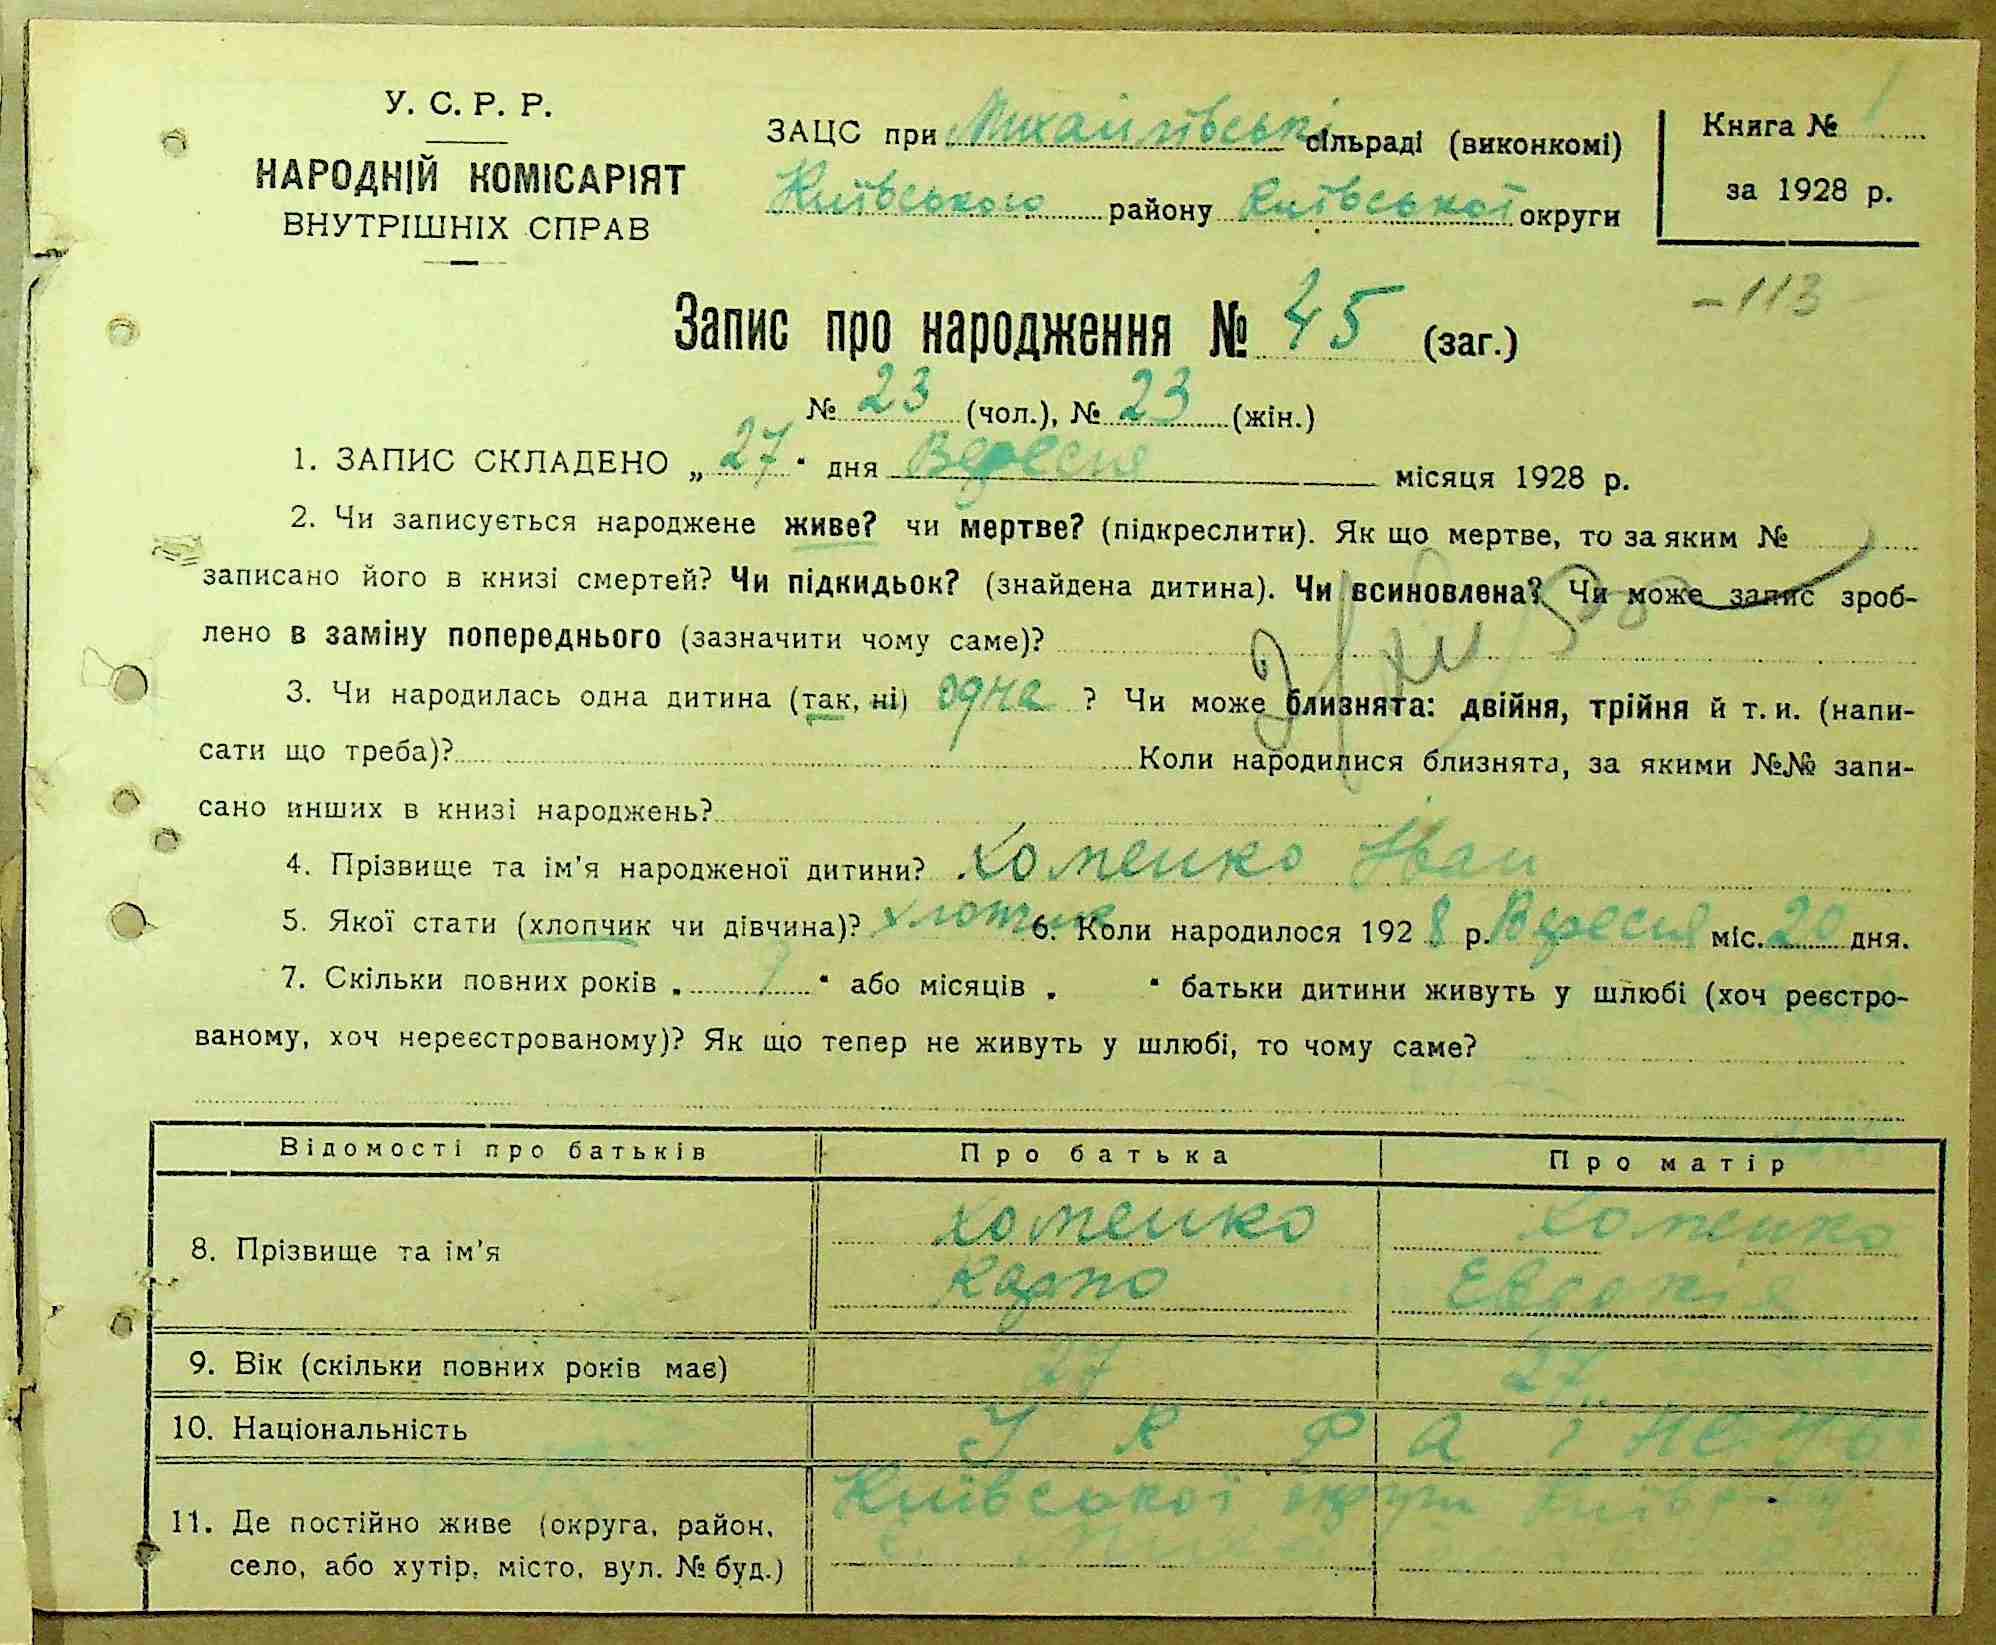 У. С. Р. Р.
НАРОДНІЙ КОМІСАРІЯТ
ВНУТРІШНІХ СПРАВ
ЗАЦС при Михайлівські сільраді (виконкомі)
Київського району Київської округи
Книга № 1
за 1928 р.
-113
Запис про народження № 45 (заг.)
№ 23 (чол.), № 23 (жін.)
1. ЗАПИС СКЛАДЕНО „27" дня Вересня місяця 1928 р.
2. Чи записується народжене живе? чи мертве? (підкреслити). Як що мертве, то за яким №
записано його в книзі смертей? Чи підкидьок? (знайдена дитина). Чи всиновлена? Чи може запис зроб-
лено в заміну попереднього (зазначити чому саме)?
3. Чи народилась одна дитина (так, ні) одна ? Чи може близнята: двійня, трійня й т. и. (напи-
сати що треба)? Коли народилися близнята, за якими №№ запи-
сано инших в книзі народжень?
4. Прізвище та ім'я народженої дитини? Хоменко Іван
5. Якої стати (хлопчик чи дівчина)? хлопчик 6. Коли народилося 1928 р. Вересня міс. 20 дня.
7. Скільки повних років „ 9 " або місяців „ " батьки дитини живуть у шлюбі (хоч реєстро-
ваному, хоч нереєстрованому)? Як що тепер не живуть у шлюбі, то чому саме?
Відомості про батьків Про батька Про матір
8. Прізвище та ім'я Хоменко Карпо Хоменко Евдокія
9. Вік (скільки повних років має) 27 27
10. Національність Українець
11. Де постійно живе (округа, район, Київської округи
село, або хутір, місто, вул. № буд.) с.